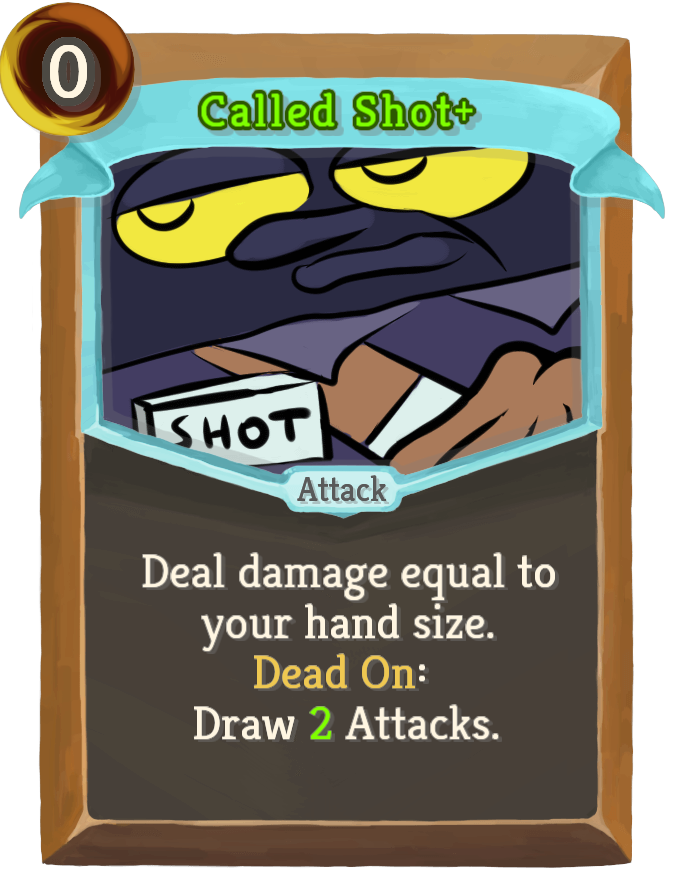 0
Called Shot+
SHOT
Attack
Deal damage equal to
your hand size.
Dead On:
Draw 2 Attacks.